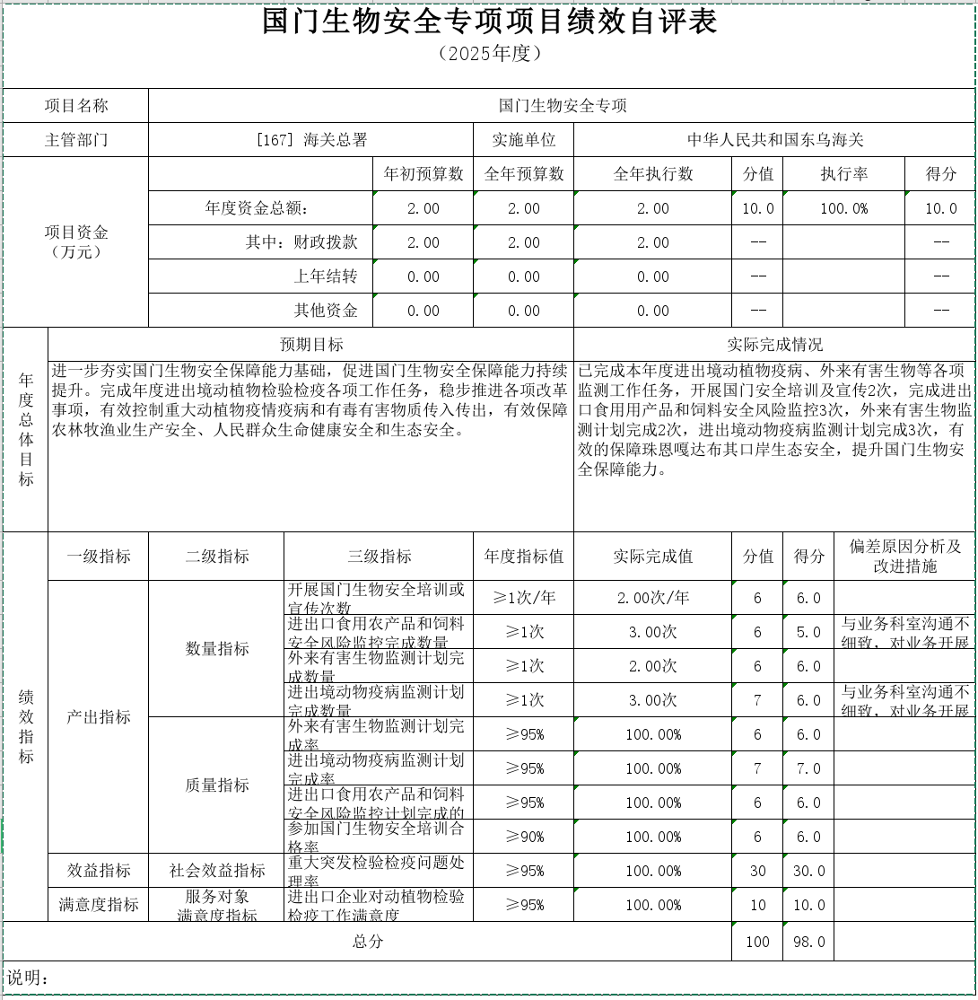 国门生物安全专项项目绩效自评表
（2025年度）
项目名称 国门生物安全专项
主管部门 [167] 海关总署 实施单位 中华人民共和国东乌海关
项目资金
（万元）
年初预算数 全年预算数 全年执行数 分值 执行率 得分
年度资金总额： 2.00 2.00 2.00 10.0 100.0% 10.0
其中：财政拨款 2.00 2.00 2.00 -- --
上年结转 0.00 0.00 0.00 -- --
其他资金 0.00 0.00 0.00 -- --
年度总体目标
预期目标 实际完成情况
进一步夯实国门生物安全保障能力基础，促进国门生物安全保障能力持续
提升。完成年度进出境动植物检验检疫各项工作任务，稳步推进各项改革
事项，有效控制重大动植物疫情疫病和有毒有害物质传入传出，有效保障
农林牧渔业生产安全、人民群众生命健康安全和生态安全。
已完成本年度进出境动植物疫病、外来有害生物等各项
监测工作任务，开展国门安全培训及宣传2次，完成进出
口食用用产品和饲料安全风险监控3次，外来有害生物监
测计划完成2次，进出境动物疫病监测计划完成3次，有
效的保障珠恩嘎达布其口岸生态安全，提升国门生物安
全保障能力。
绩效指标
一级指标 二级指标 三级指标 年度指标值 实际完成值 分值 得分 偏差原因分析及
改进措施
产出指标
数量指标
开展国门生物安全培训或
宣传次数 ≥1次/年 2.00次/年 6 6.0
进出口食用农产品和饲料
安全风险监控完成数量 ≥1次 3.00次 6 5.0 与业务科室沟通不
细致，对业务开展
外来有害生物监测计划完
成数量 ≥1次 2.00次 6 6.0
进出境动物疫病监测计划
完成数量 ≥1次 3.00次 7 6.0 与业务科室沟通不
细致，对业务开展
质量指标
外来有害生物监测计划完
成率 ≥95% 100.00% 6 6.0
进出境动物疫病监测计划
完成率 ≥95% 100.00% 7 7.0
进出口食用农产品和饲料
安全风险监控计划完成的 ≥95% 100.00% 6 6.0
参加国门生物安全培训合
格率 ≥90% 100.00% 6 6.0
效益指标 社会效益指标 重大突发检验检疫问题处
理率 ≥95% 100.00% 30 30.0
满意度指标 服务对象
满意度指标 进出口企业对动植物检验
检疫工作满意度 ≥95% 100.00% 10 10.0
总分 100 98.0
说明：